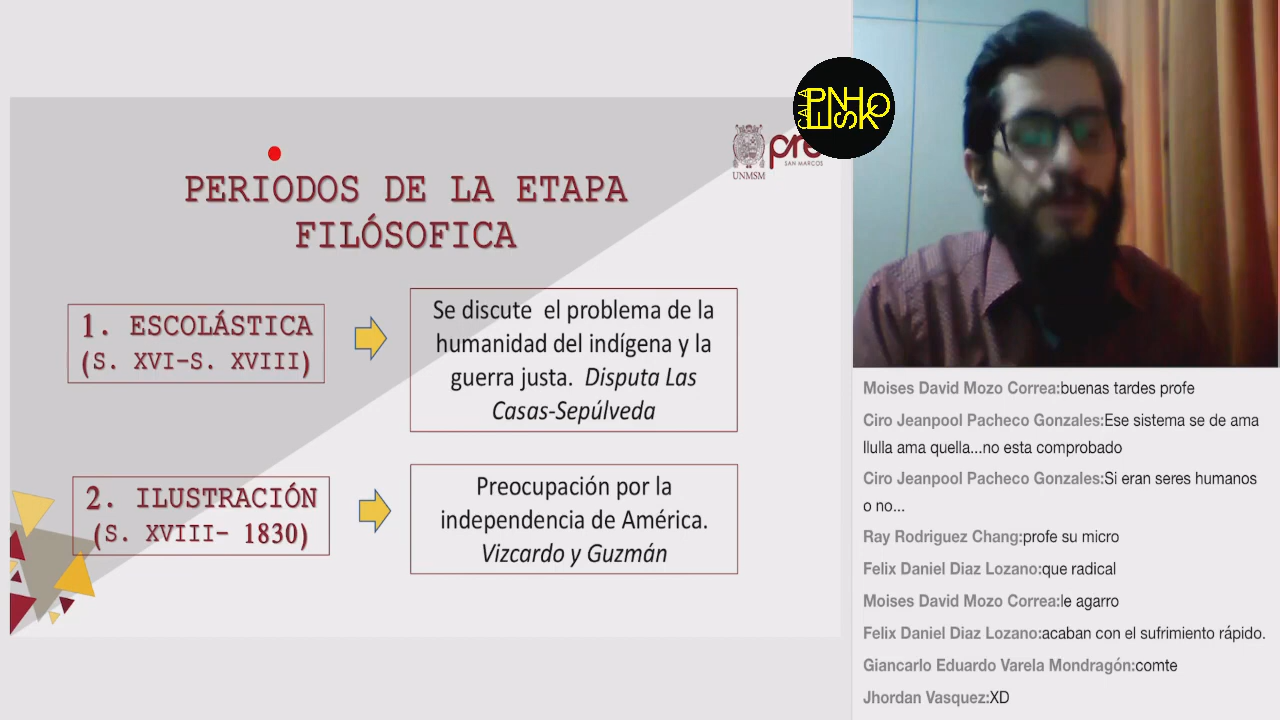 PERIODOS DE LA ETAPA
FILÓSOFICA
UNMSM
pre
SAN MARCOS
1. ESCOLÁSTICA
(S. XVI-S. XVIII)
Se discute el problema de la
humanidad del indígena y la
guerra justa. Disputa Las
Casas-Sepúlveda
2. ILUSTRACIÓN
(S. XVIII- 1830)
Preocupación por la
independencia de América.
Vizcardo y Guzmán
Moises David Mozo Correa:buenas tardes profe
Ciro Jeanpool Pacheco Gonzales:Ese sistema se de ama
llulla ama quella...no esta comprobado
Ciro Jeanpool Pacheco Gonzales:Si eran seres humanos
o no...
Ray Rodriguez Chang:profe su micro
Felix Daniel Diaz Lozano:que radical
Moises David Mozo Correa:le agarro
Felix Daniel Diaz Lozano:acaban con el sufrimiento rápido.
Giancarlo Eduardo Varela Mondragón:comte
Jhordan Vasquez:XD